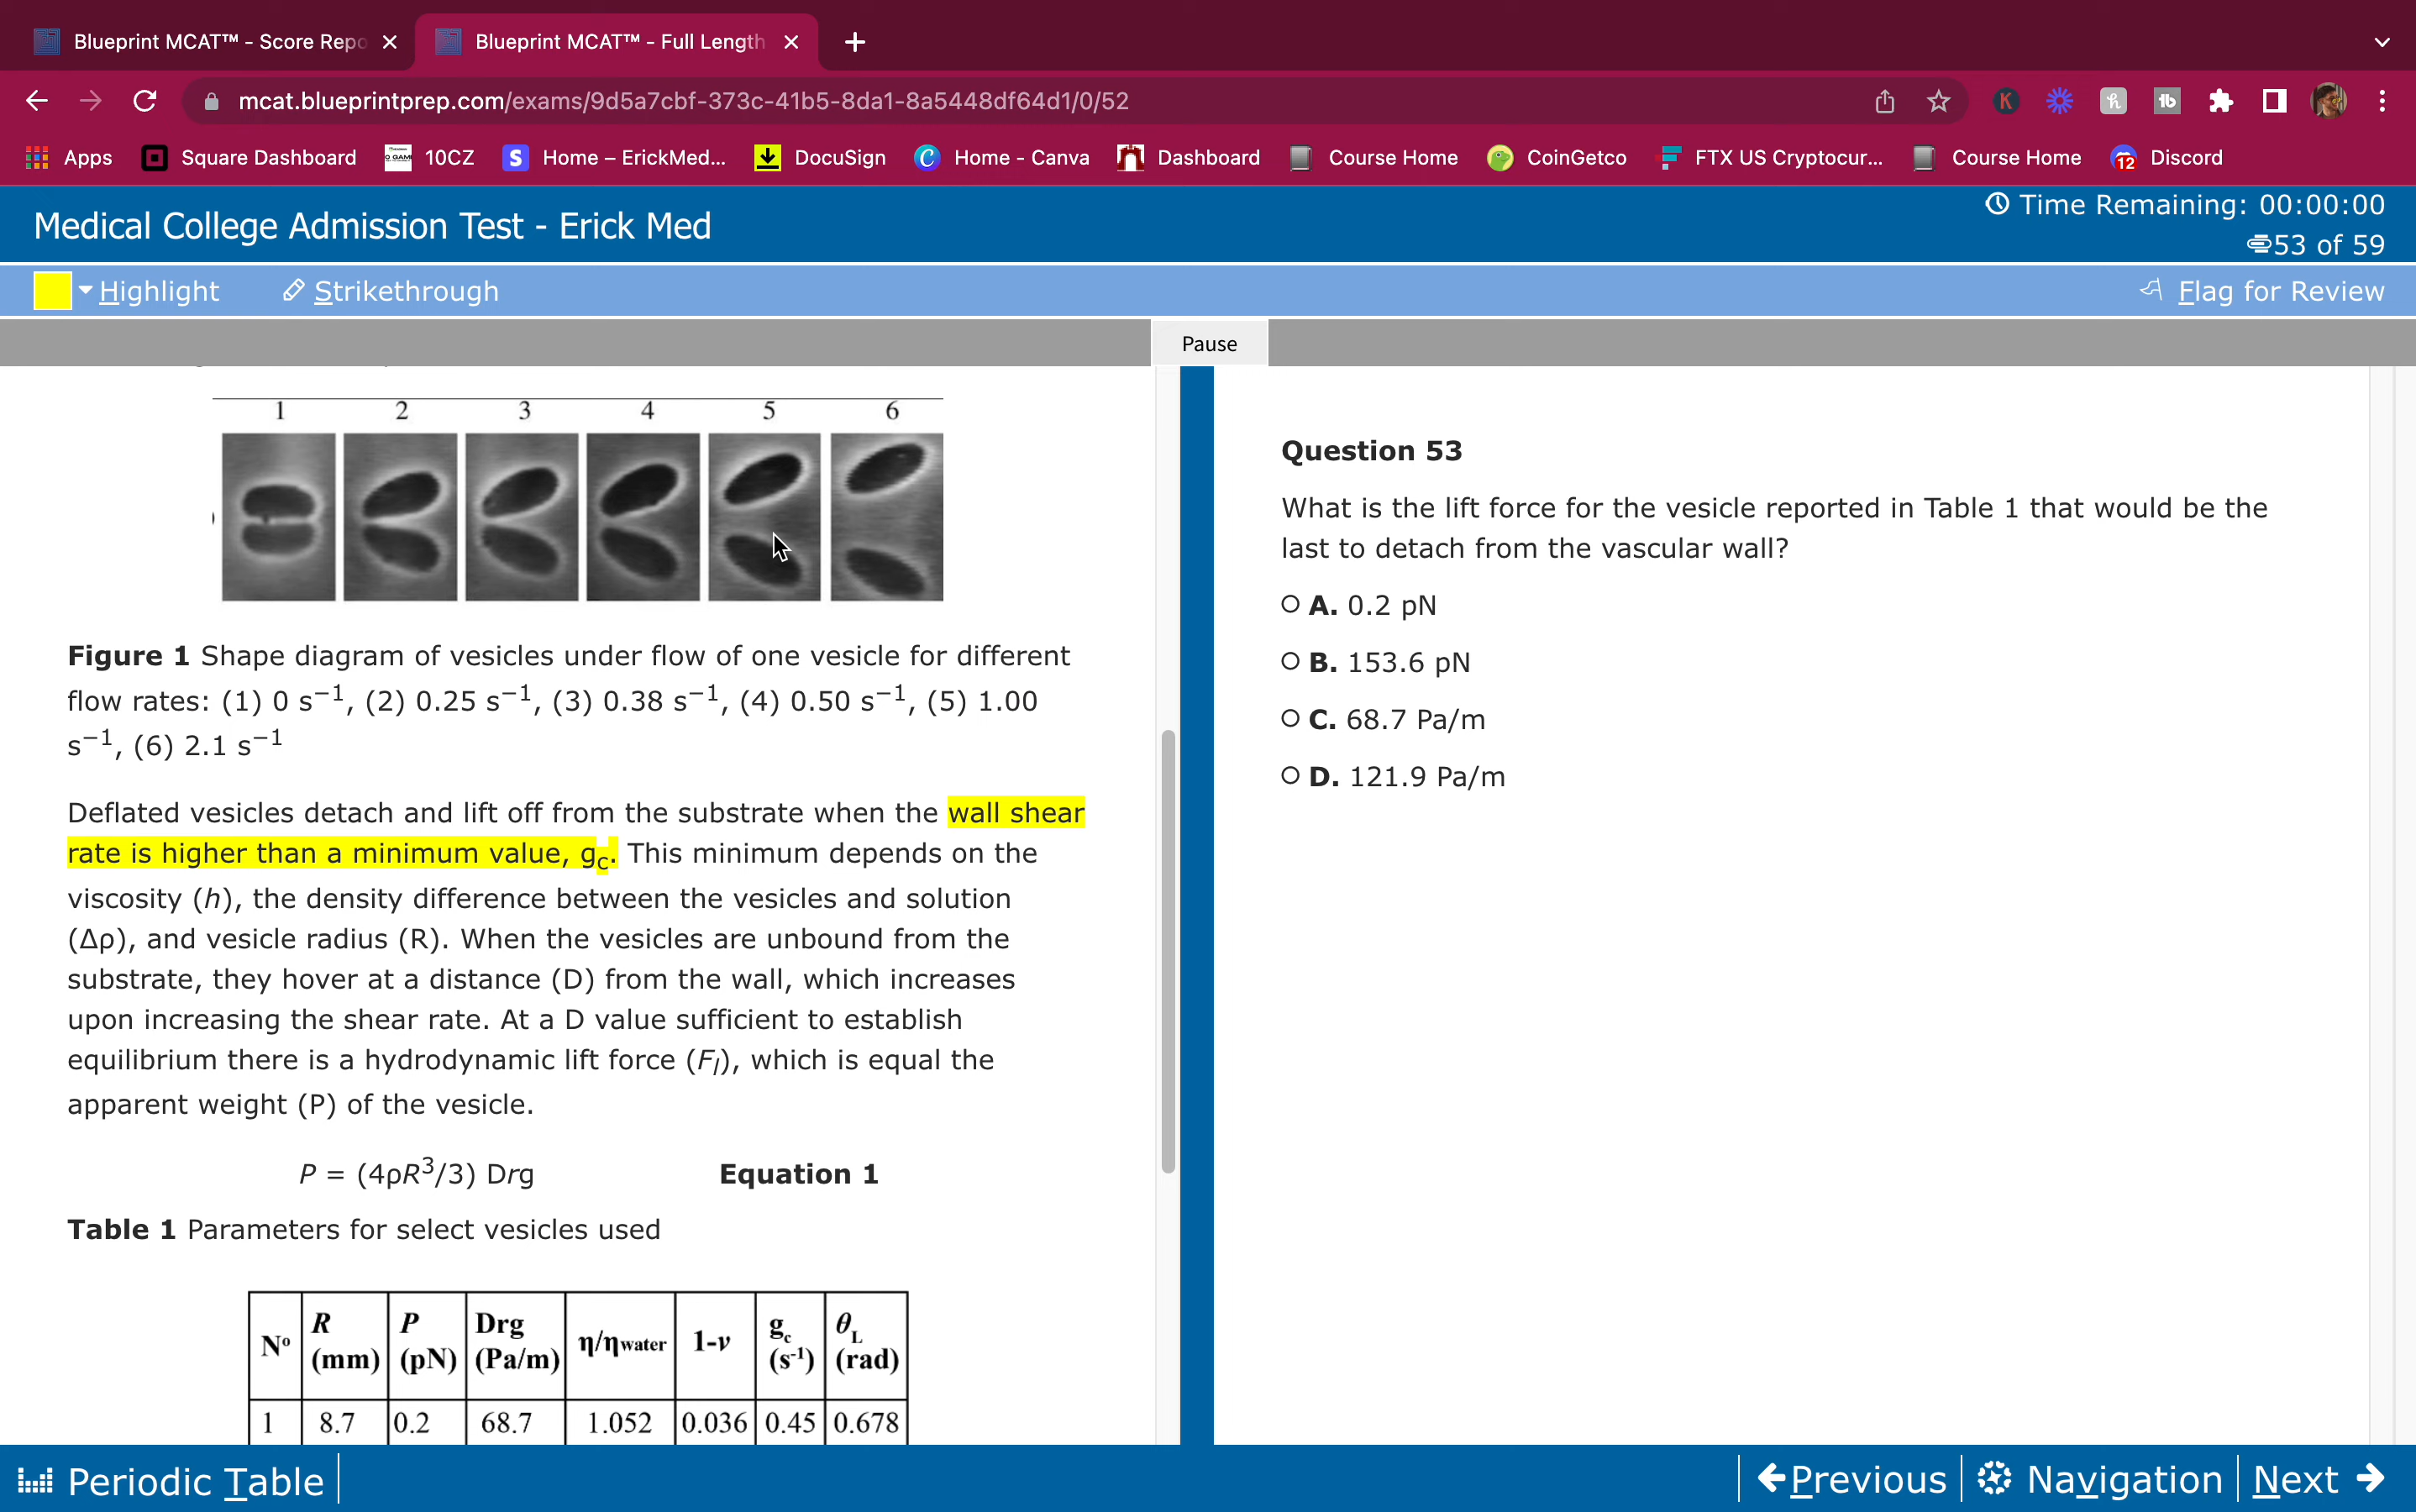 Blueprint MCAT™ - Score Repo
Blueprint MCAT™ - Full Length
mcat.blueprintprep.com/exams/9d5a7cbf-373c-41b5-8da1-8a5448df64d1/0/52
Apps
Square Dashboard
10CZ
Home – ErickMed...
DocuSign
Home - Canva
Dashboard
Course Home
CoinGetco
FTX US Cryptocur...
Course Home
12
Discord
Medical College Admission Test - Erick Med
Time Remaining: 00:00:00
53 of 59
Highlight
Strikethrough
Flag for Review
Pause
1 2 3 4 5 6
Figure 1 Shape diagram of vesicles under flow of one vesicle for different
flow rates: (1) 0 s⁻¹, (2) 0.25 s⁻¹, (3) 0.38 s⁻¹, (4) 0.50 s⁻¹, (5) 1.00
s⁻¹, (6) 2.1 s⁻¹
Deflated vesicles detach and lift off from the substrate when the wall shear
rate is higher than a minimum value, gc. This minimum depends on the
viscosity (h), the density difference between the vesicles and solution
(Δρ), and vesicle radius (R). When the vesicles are unbound from the
substrate, they hover at a distance (D) from the wall, which increases
upon increasing the shear rate. At a D value sufficient to establish
equilibrium there is a hydrodynamic lift force (Fl), which is equal the
apparent weight (P) of the vesicle.
P = (4ρR³/3) Drg Equation 1
Table 1 Parameters for select vesicles used
Nº R (mm) P (pN) Drg (Pa/m) η/ηwater 1-v gc (s⁻¹) θL (rad)
1 8.7 0.2 68.7 1.052 0.036 0.45 0.678
Question 53
What is the lift force for the vesicle reported in Table 1 that would be the
last to detach from the vascular wall?
A. 0.2 pN
B. 153.6 pN
C. 68.7 Pa/m
D. 121.9 Pa/m
Periodic Table
Previous
Navigation
Next